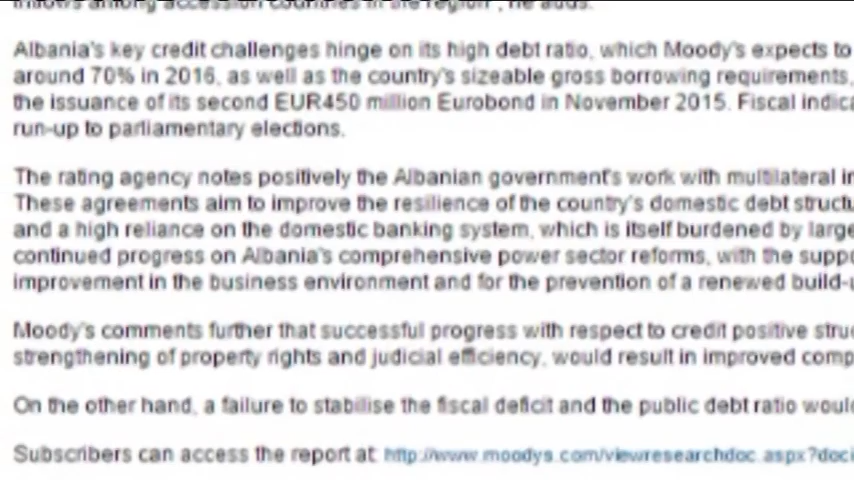 inflows among accession countries in the region", he adds.
Albania's key credit challenges hinge on its high debt ratio, which Moody's expects to
around 70% in 2016, as well as the country's sizeable gross borrowing requirements,
the issuance of its second EUR450 million Eurobond in November 2015. Fiscal indica
run-up to parliamentary elections.
The rating agency notes positively the Albanian government's work with multilateral in
These agreements aim to improve the resilience of the country's domestic debt structu
and a high reliance on the domestic banking system, which is itself burdened by large
continued progress on Albania's comprehensive power sector reforms, with the suppo
improvement in the business environment and for the prevention of a renewed build-u
Moody's comments further that successful progress with respect to credit positive struc
strengthening of property rights and judicial efficiency, would result in improved comp
On the other hand, a failure to stabilise the fiscal deficit and the public debt ratio would
Subscribers can access the report at http://www.moodys.com/viewresearchdoc.aspx?doci